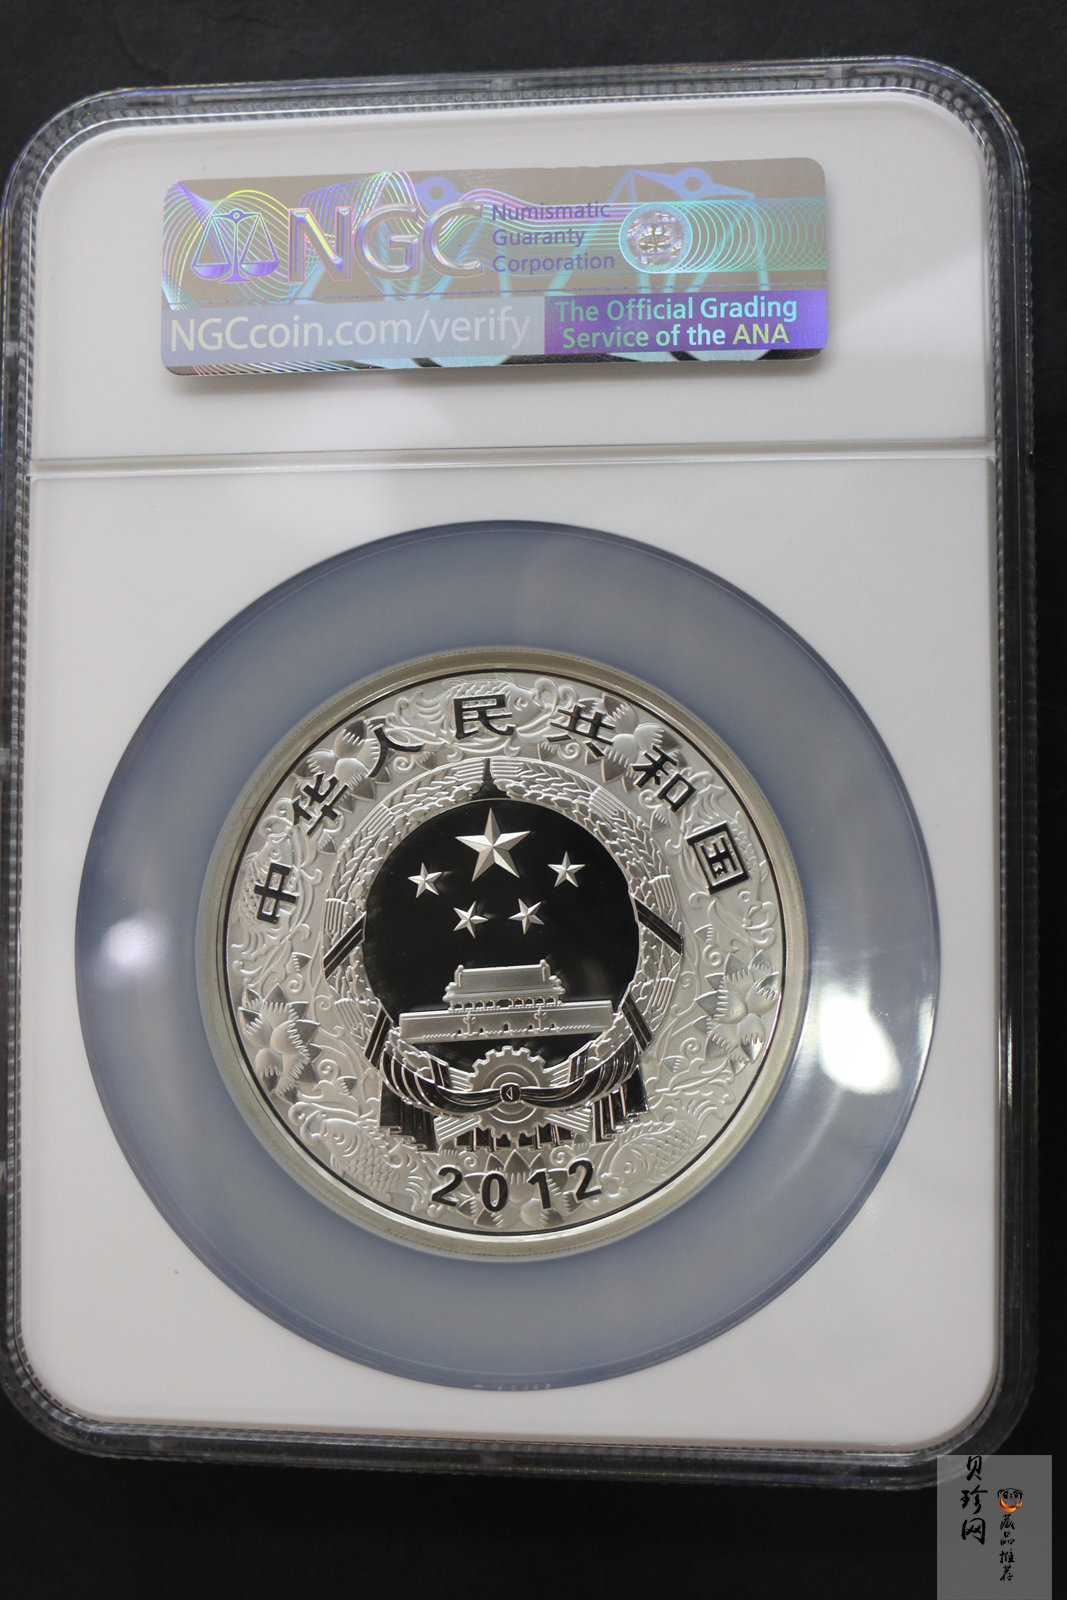 NGC
Numismatic
Guaranty
Corporation
NGCcoin.com/verify
The Official Grading
Service of the ANA
中华人民共和国
2012
贝珍网
藏品推荐